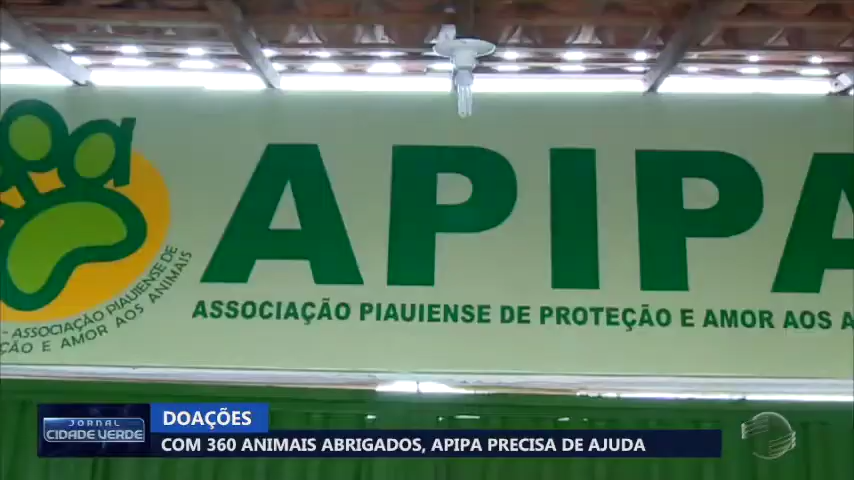 APIPA
ASSOCIAÇÃO PIAUIENSE DE PROTEÇÃO E AMOR AOS A
- ASSOCIAÇÃO PIAUIENSE DE
ÇÃO E AMOR AOS ANIMAIS
JORNAL
CIDADE VERDE
DOAÇÕES
COM 360 ANIMAIS ABRIGADOS, APIPA PRECISA DE AJUDA